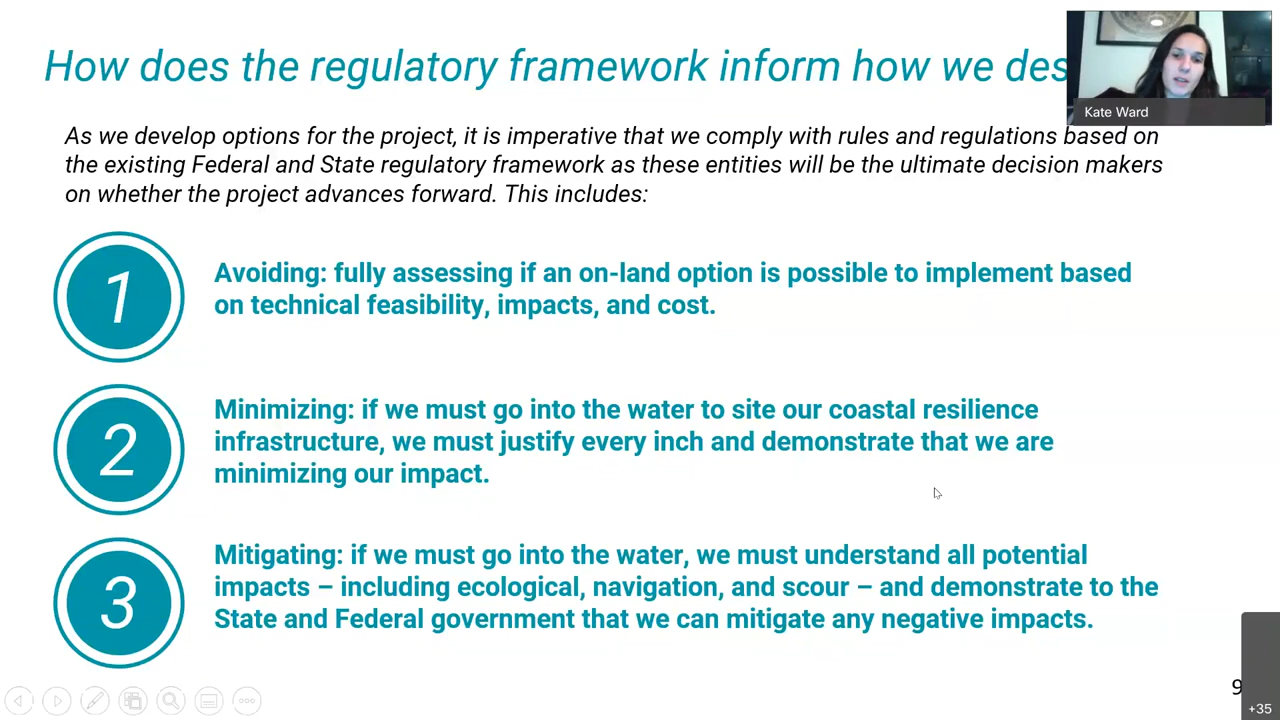 How does the regulatory framework inform how we des
Kate Ward
As we develop options for the project, it is imperative that we comply with rules and regulations based on
the existing Federal and State regulatory framework as these entities will be the ultimate decision makers
on whether the project advances forward. This includes:
1
Avoiding: fully assessing if an on-land option is possible to implement based
on technical feasibility, impacts, and cost.
2
Minimizing: if we must go into the water to site our coastal resilience
infrastructure, we must justify every inch and demonstrate that we are
minimizing our impact.
3
Mitigating: if we must go into the water, we must understand all potential
impacts – including ecological, navigation, and scour – and demonstrate to the
State and Federal government that we can mitigate any negative impacts.
9
+35